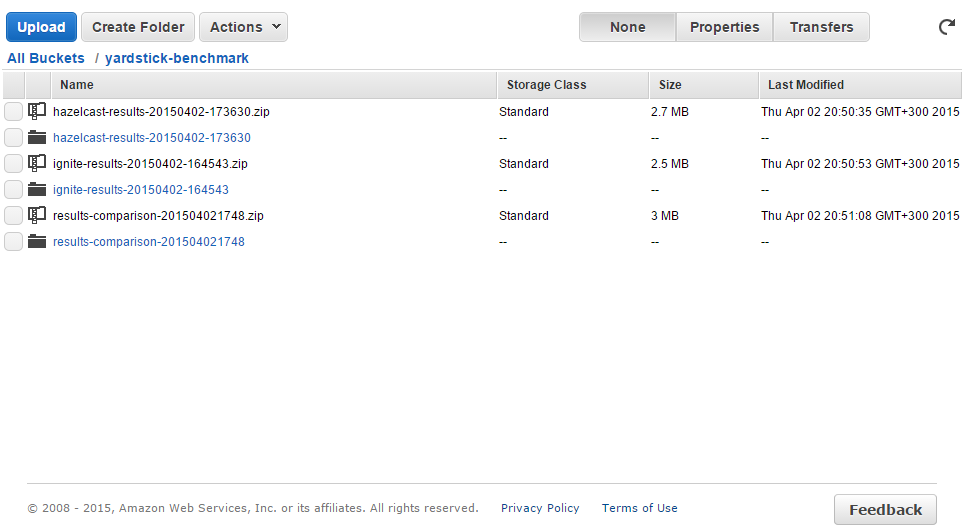 Upload Create Folder Actions None Properties Transfers
All Buckets / yardstick-benchmark
Name Storage Class Size Last Modified
hazelcast-results-20150402-173630.zip Standard 2.7 MB Thu Apr 02 20:50:35 GMT+300 2015
hazelcast-results-20150402-173630 -- -- --
ignite-results-20150402-164543.zip Standard 2.5 MB Thu Apr 02 20:50:53 GMT+300 2015
ignite-results-20150402-164543 -- -- --
results-comparison-201504021748.zip Standard 3 MB Thu Apr 02 20:51:08 GMT+300 2015
results-comparison-201504021748 -- -- --
© 2008 - 2015, Amazon Web Services, Inc. or its affiliates. All rights reserved. Privacy Policy Terms of Use Feedback